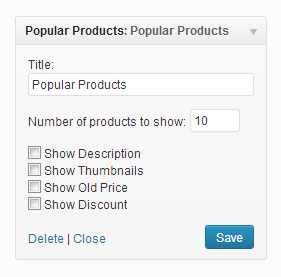 Popular Products: Popular Products
Title:
Popular Products
Number of products to show: 10
Show Description
Show Thumbnails
Show Old Price
Show Discount
Delete | Close Save